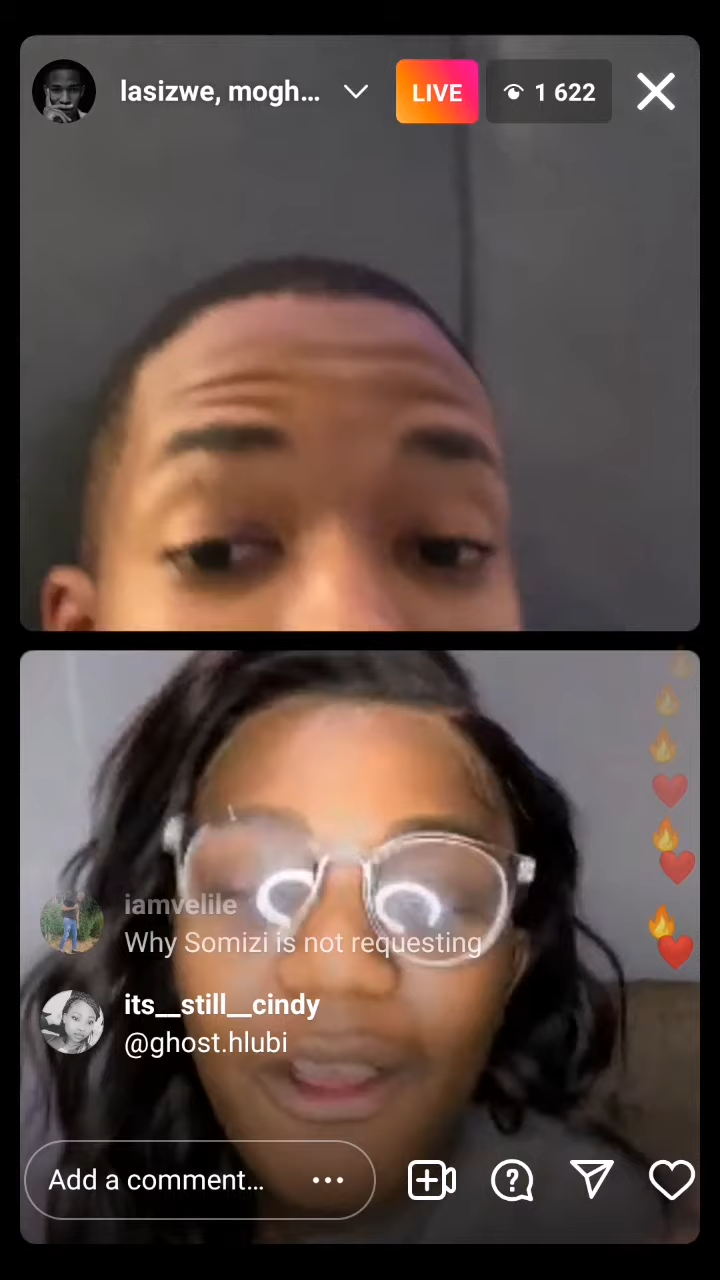 lasizwe, mogh...
LIVE
1 622
iamvelile
Why Somizi is not requesting
its__still__cindy
@ghost.hlubi
Add a comment...